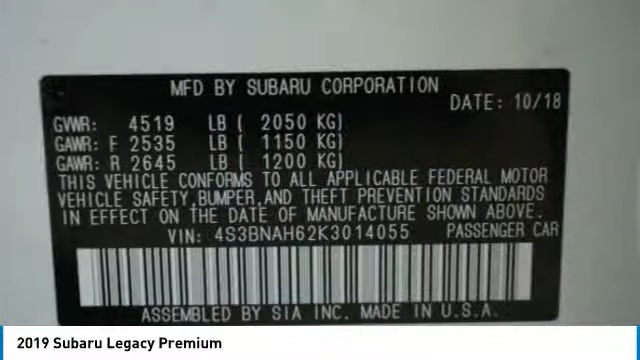 MFD BY SUBARU CORPORATION
DATE: 10/18
GVWR: 4519 LB ( 2050 KG)
GAWR: F 2535 LB ( 1150 KG)
GAWR: R 2645 LB ( 1200 KG)
THIS VEHICLE CONFORMS TO ALL APPLICABLE FEDERAL MOTOR
VEHICLE SAFETY,BUMPER,AND THEFT PREVENTION STANDARDS
IN EFFECT ON THE DATE OF MANUFACTURE SHOWN ABOVE.
VIN: 4S3BNAH62K3014055 PASSENGER CAR
ASSEMBLED BY SIA INC. MADE IN U.S.A.
2019 Subaru Legacy Premium